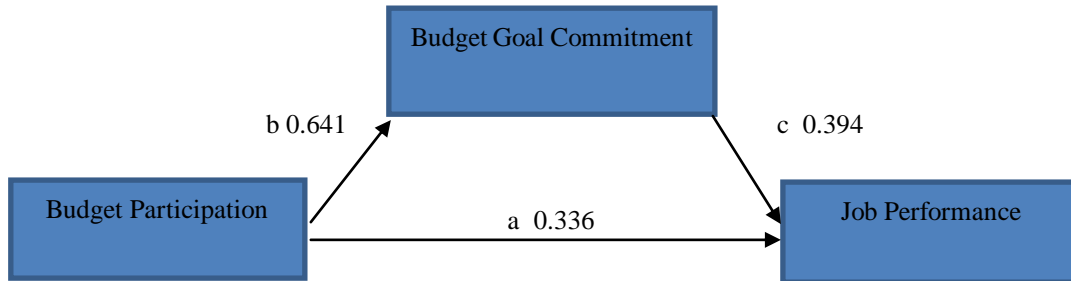 Budget Goal Commitment
b 0.641
c 0.394
Budget Participation
a 0.336
Job Performance